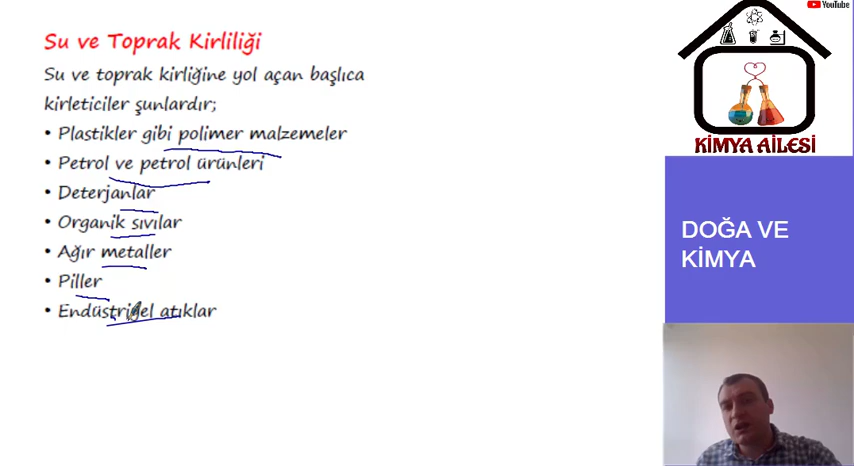 Su ve Toprak Kirliliği
Su ve toprak kirliğine yol açan başlıca
kirleticiler şunlardır;
• Plastikler gibi polimer malzemeler
• Petrol ve petrol ürünleri
• Deterjanlar
• Organik sıvılar
• Ağır metaller
• Piller
• Endüstriyel atıklar
YouTube
KİMYA AİLESİ
DOĞA VE
KİMYA